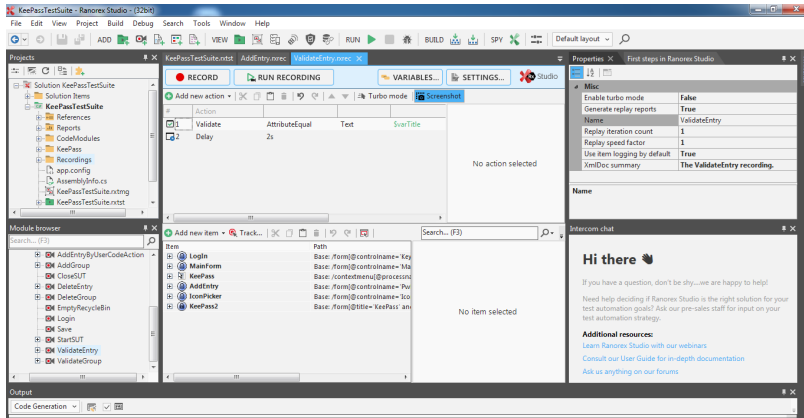 KeePassTestSuite - Ranorex Studio - (32bit)
File Edit View Project Build Debug Search Tools Window Help
ADD VIEW RUN BUILD SPY Default layout
Projects
KeePassTestSuite.rxtst AddEntry.rxrec ValidateEntry.rxrec
Properties First steps in Ranorex Studio
RECORD RUN RECORDING VARIABLES... SETTINGS... Studio
Add new action Turbo mode Screenshot
# Action
1 Validate AttributeEqual Text $varTitle
2 Delay 2s
No action selected
Solution KeePassTestSuite
Solution Items
KeePassTestSuite
References
Reports
CodeModules
KeePass
Recordings
app.config
AssemblyInfo.cs
KeePassTestSuite.rxtmg
KeePassTestSuite.rxtst
Misc
Enable turbo mode False
Generate replay reports True
Name ValidateEntry
Replay iteration count 1
Replay speed factor 1
Use item logging by default True
XmlDoc summary The ValidateEntry recording.
Name
Module browser
Search... (F3)
AddEntryByUserCodeAction
AddGroup
CloseSUT
DeleteEntry
DeleteGroup
EmptyRecycleBin
Login
Save
StartSUT
ValidateEntry
ValidateGroup
Add new item Track... Search... (F3)
Item Path
LogIn Base: /form[@controlname='Key
MainForm Base: /form[@controlname='Ma
KeePass Base: /contextmenu[@processna
AddEntry Base: /form[@controlname='Pw
IconPicker Base: /form[@controlname='Ico
KeePass2 Base: /form[@title='KeePass' an
No item selected
Intercom chat
Hi there
If you have a question, don't be shy....we are happy to help!
Need help deciding if Ranorex Studio is the right solution for your
test automation goals? Ask our pre-sales staff for input on your
test automation strategy.
Additional resources:
Learn Ranorex Studio with our webinars
Consult our User Guide for in-depth documentation
Ask us anything on our forums
Output
Code Generation